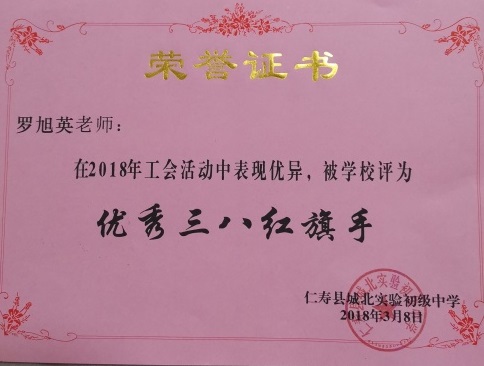 荣誉证书
罗旭英老师：
在2018年工会活动中表现优异，被学校评为
优秀三八红旗手
仁寿县城北实验初级中学
2018年3月8日